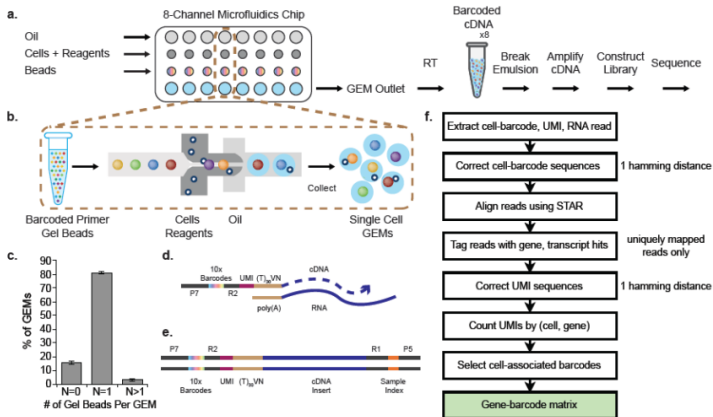 a.
8-Channel Microfluidics Chip
Oil
Cells + Reagents
Beads
GEM Outlet
RT
Barcoded
cDNA
x8
Break
Emulsion
Amplify
cDNA
Construct
Library
Sequence
b.
Barcoded Primer
Gel Beads
Cells
Reagents
Oil
Collect
Single Cell
GEMs
c.
% of GEMs
90
80
70
60
50
40
30
20
10
0
N=0 N=1 N>1
# of Gel Beads Per GEM
d.
10x
Barcodes
UMI (T)30VN
cDNA
P7
R2
poly(A)
RNA
e.
P7
R2
R1
P5
10x
Barcodes
UMI
(T)30VN
cDNA
Insert
Sample
Index
f.
Extract cell-barcode, UMI, RNA read
Correct cell-barcode sequences
1 hamming distance
Align reads using STAR
Tag reads with gene, transcript hits
uniquely mapped
reads only
Correct UMI sequences
1 hamming distance
Count UMIs by (cell, gene)
Select cell-associated barcodes
Gene-barcode matrix